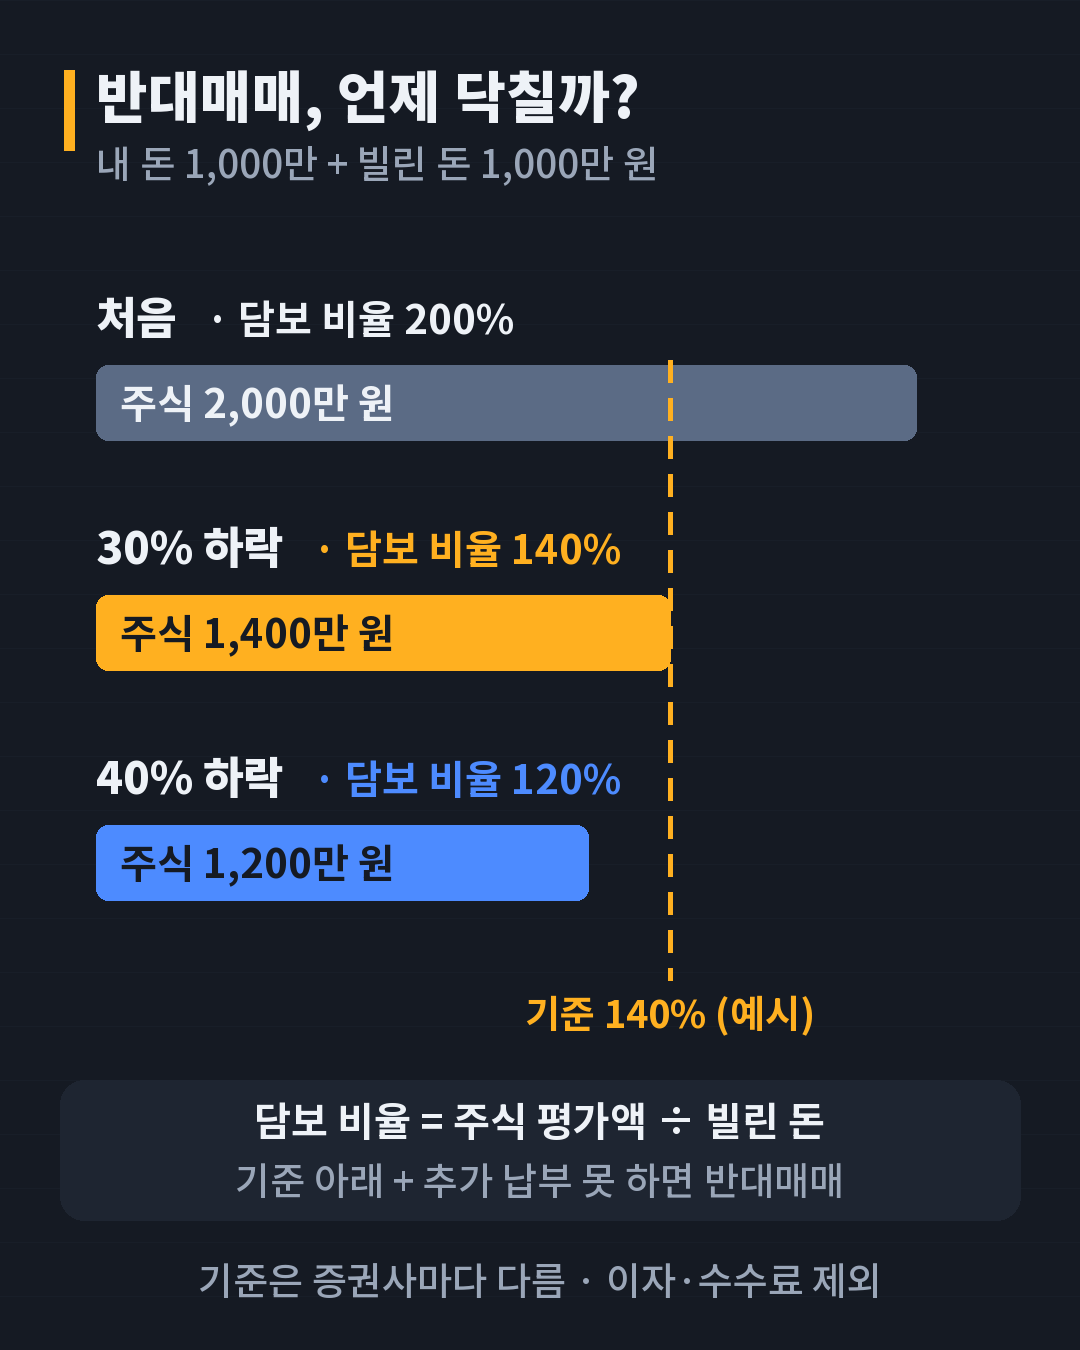 반대매매, 언제 닥칠까?
내 돈 1,000만 + 빌린 돈 1,000만 원
처음 · 담보 비율 200%
주식 2,000만 원
30% 하락 · 담보 비율 140%
주식 1,400만 원
40% 하락 · 담보 비율 120%
주식 1,200만 원
기준 140% (예시)
담보 비율 = 주식 평가액 ÷ 빌린 돈
기준 아래 + 추가 납부 못 하면 반대매매
기준은 증권사마다 다름 · 이자·수수료 제외